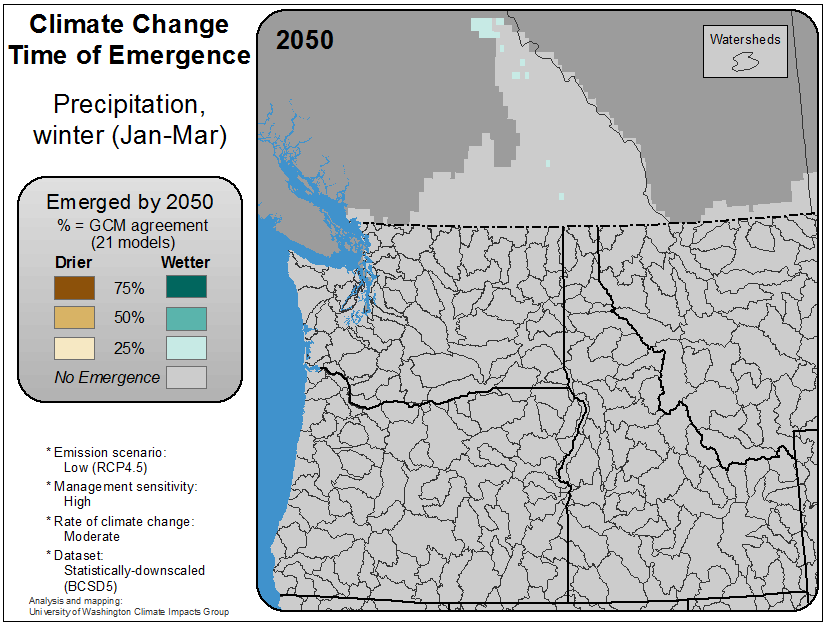 Climate Change
Time of Emergence
Precipitation,
winter (Jan-Mar)
Emerged by 2050
% = GCM agreement
(21 models)
Drier Wetter
75%
50%
25%
No Emergence
* Emission scenario:
Low (RCP4.5)
* Management sensitivity:
High
* Rate of climate change:
Moderate
* Dataset:
Statistically-downscaled
(BCSD5)
Analysis and mapping:
University of Washington Climate Impacts Group
2050
Watersheds